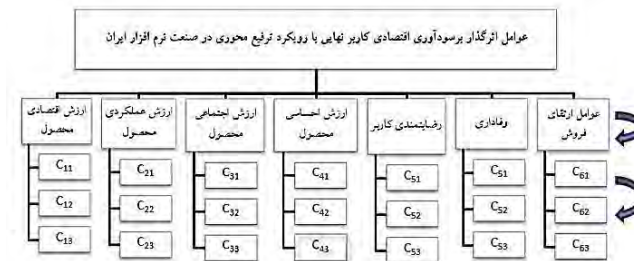 عوامل اثرگذار برسودآوری اقتصادی کاربر نهایی با رویکرد ترفیع محوری در صنعت نرم افزار ایران
عوامل ارتقای فروش
وفاداری
رضایتمندی کاربر
ارزش احساسی محصول
ارزش اجتماعی محصول
ارزش عملکردی محصول
ارزش اقتصادی محصول
C61 C51 C51 C41 C31 C21 C11
C62 C52 C52 C42 C32 C22 C12
C63 C53 C53 C43 C33 C23 C13